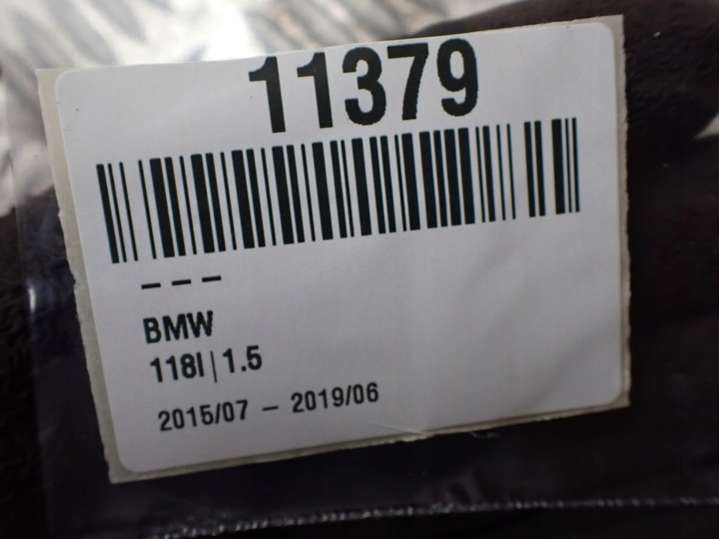 11379
– – –
BMW
118I | 1.5
2015/07 – 2019/06